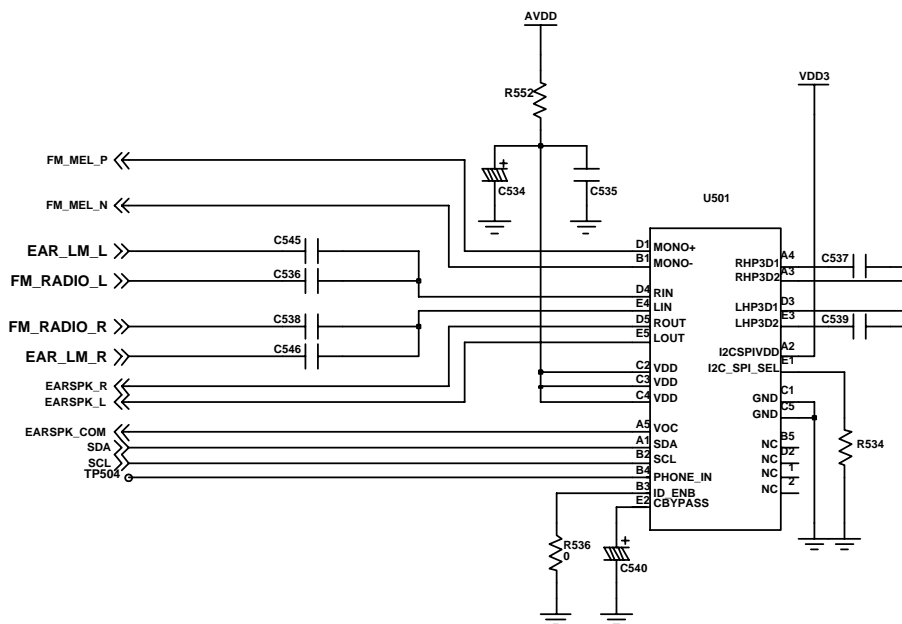 AVDD
R552
VDD3
FM_MEL_P
C534
C535
FM_MEL_N
U501
EAR_LM_L
C545
FM_RADIO_L
C536
FM_RADIO_R
C538
EAR_LM_R
C546
EARSPK_R
EARSPK_L
EARSPK_COM
SDA
SCL
TP504
D1 MONO+
B1 MONO-
D4 RIN
E4 LIN
D5 ROUT
E5 LOUT
C2 VDD
C3 VDD
C4 VDD
A5 VOC
A1 SDA
B2 SCL
B4 PHONE_IN
B3 ID_ENB
E2 CBYPASS
RHP3D1 A4
C537
RHP3D2 A3
LHP3D1 D3
LHP3D2 E3
C539
I2CSPIVDD A2
I2C_SPI_SEL E1
GND C1
GND C5
NC B5
NC D2
NC 1
NC 2
R534
R536
0
+
C540
+